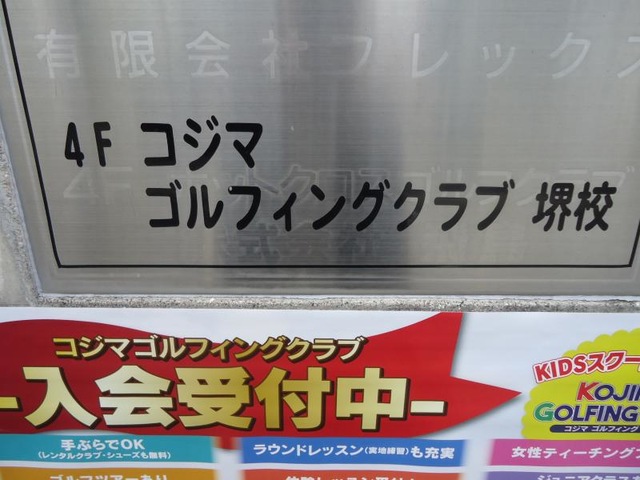 有限会社フレックス
4F コジマ
ゴルフィングクラブ 堺校
コジマゴルフィングクラブ
-入会受付中-
手ぶらでOK
(レンタルクラブ・シューズも無料)
ラウンドレッスン(実地練習)も充実
女性ティーチングプ
KIDSスクー
KOJI
GOLFING
コジマ ゴルフィング